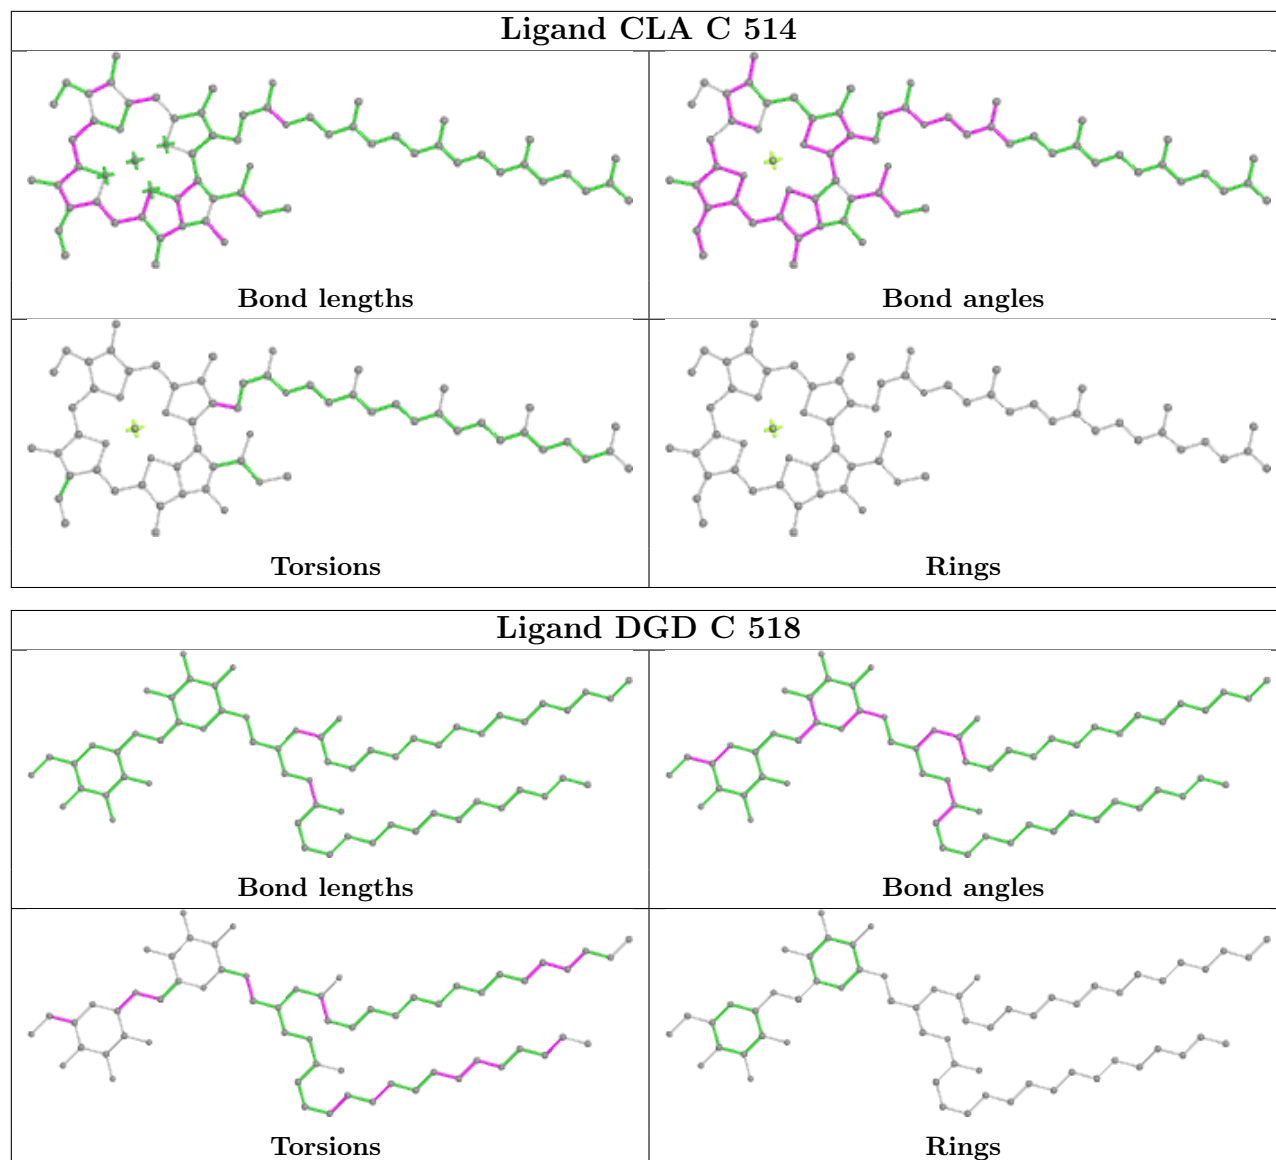 Ligand CLA C 514
Bond lengths
Bond angles
Torsions
Rings
Ligand DGD C 518
Bond lengths
Bond angles
Torsions
Rings